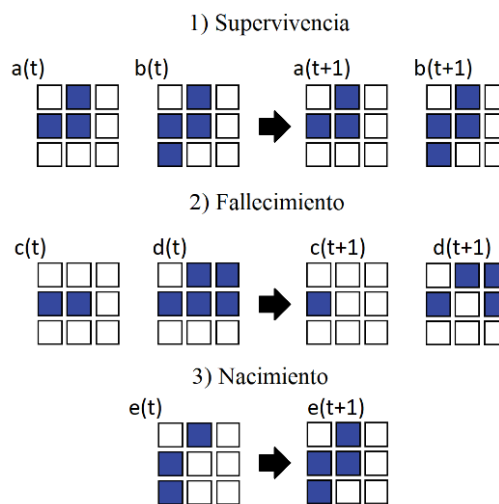 1) Supervivencia
a(t) b(t) a(t+1) b(t+1)
2) Fallecimiento
c(t) d(t) c(t+1) d(t+1)
3) Nacimiento
e(t) e(t+1)